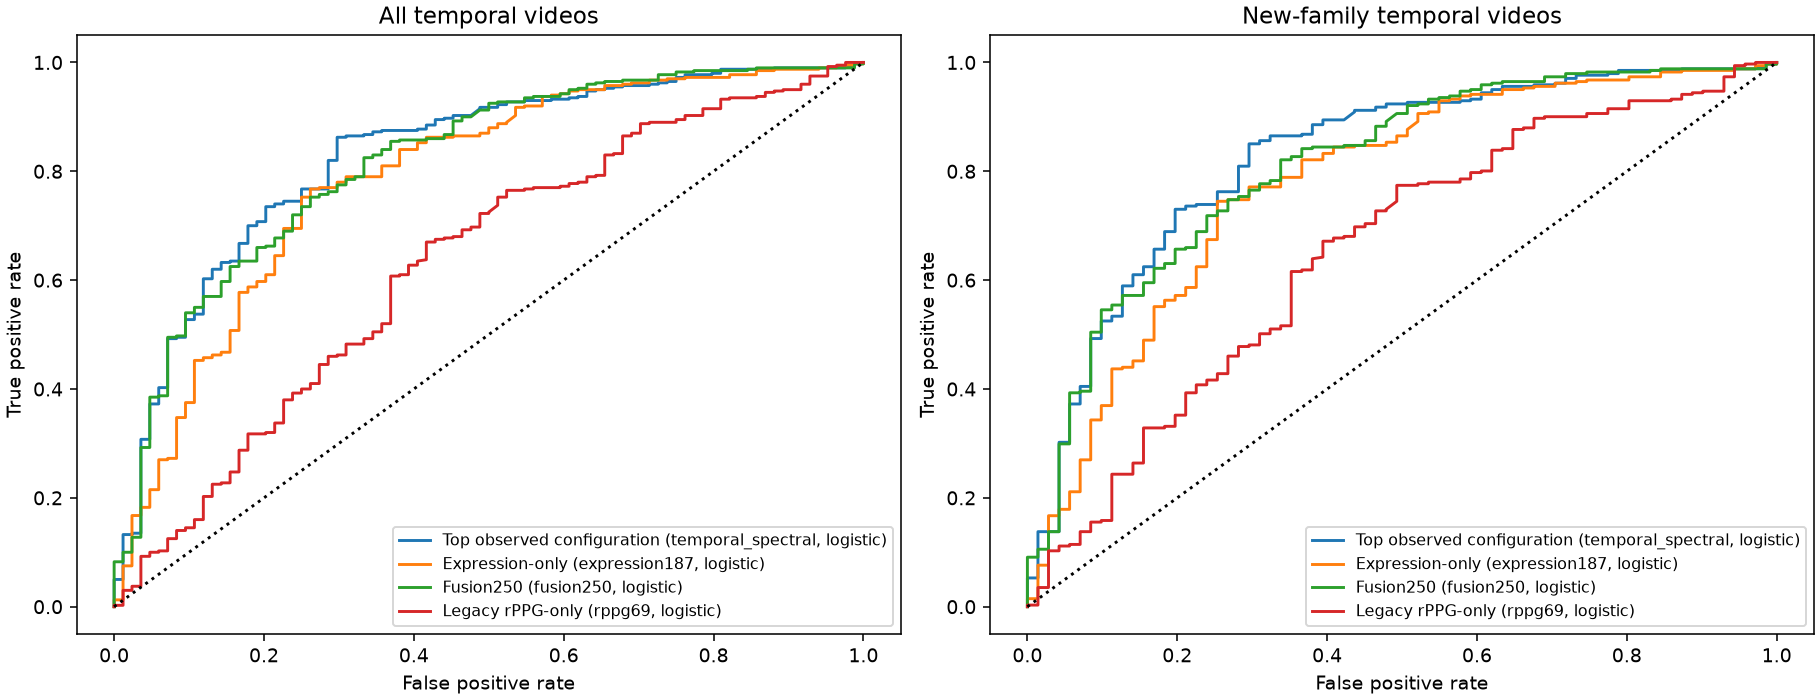 All temporal videos
True positive rate
1.0
0.8
0.6
0.4
0.2
0.0
Top observed configuration (temporal_spectral, logistic)
Expression-only (expression187, logistic)
Fusion250 (fusion250, logistic)
Legacy rPPG-only (rppg69, logistic)
0.0 0.2 0.4 0.6 0.8 1.0
False positive rate
New-family temporal videos
True positive rate
1.0
0.8
0.6
0.4
0.2
0.0
Top observed configuration (temporal_spectral, logistic)
Expression-only (expression187, logistic)
Fusion250 (fusion250, logistic)
Legacy rPPG-only (rppg69, logistic)
0.0 0.2 0.4 0.6 0.8 1.0
False positive rate